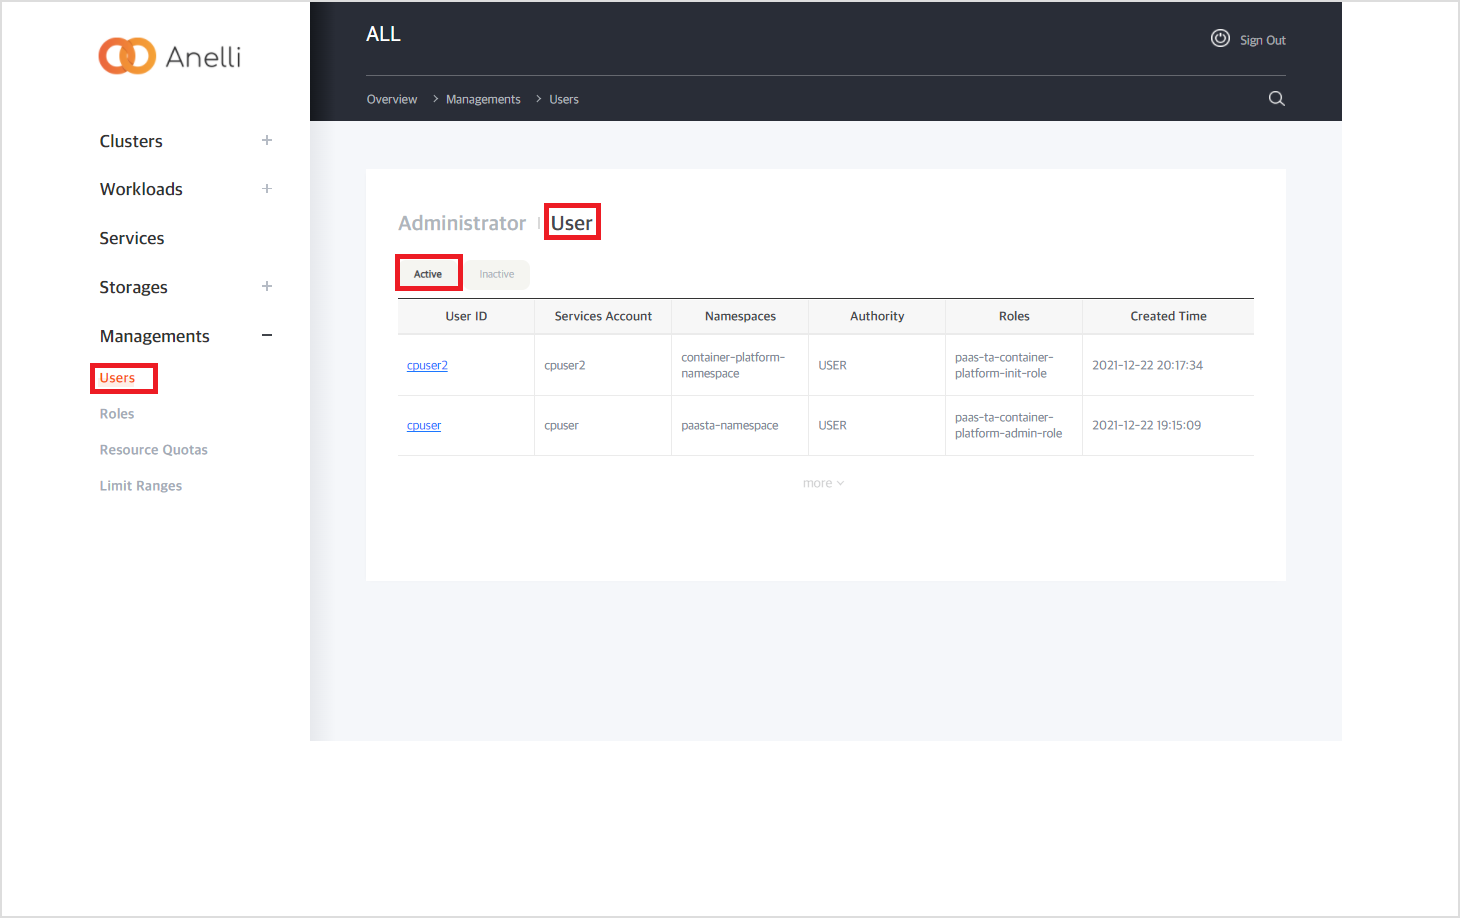 Anelli
ALL
Sign Out
Overview > Managements > Users
Clusters +
Workloads +
Services
Storages +
Managements −
Users
Roles
Resource Quotas
Limit Ranges
Administrator | User
Active Inactive
User ID Services Account Namespaces Authority Roles Created Time
cpuser2 cpuser2 container-platform-namespace USER paas-ta-container-platform-init-role 2021-12-22 20:17:34
cpuser cpuser paasta-namespace USER paas-ta-container-platform-admin-role 2021-12-22 19:15:09
more